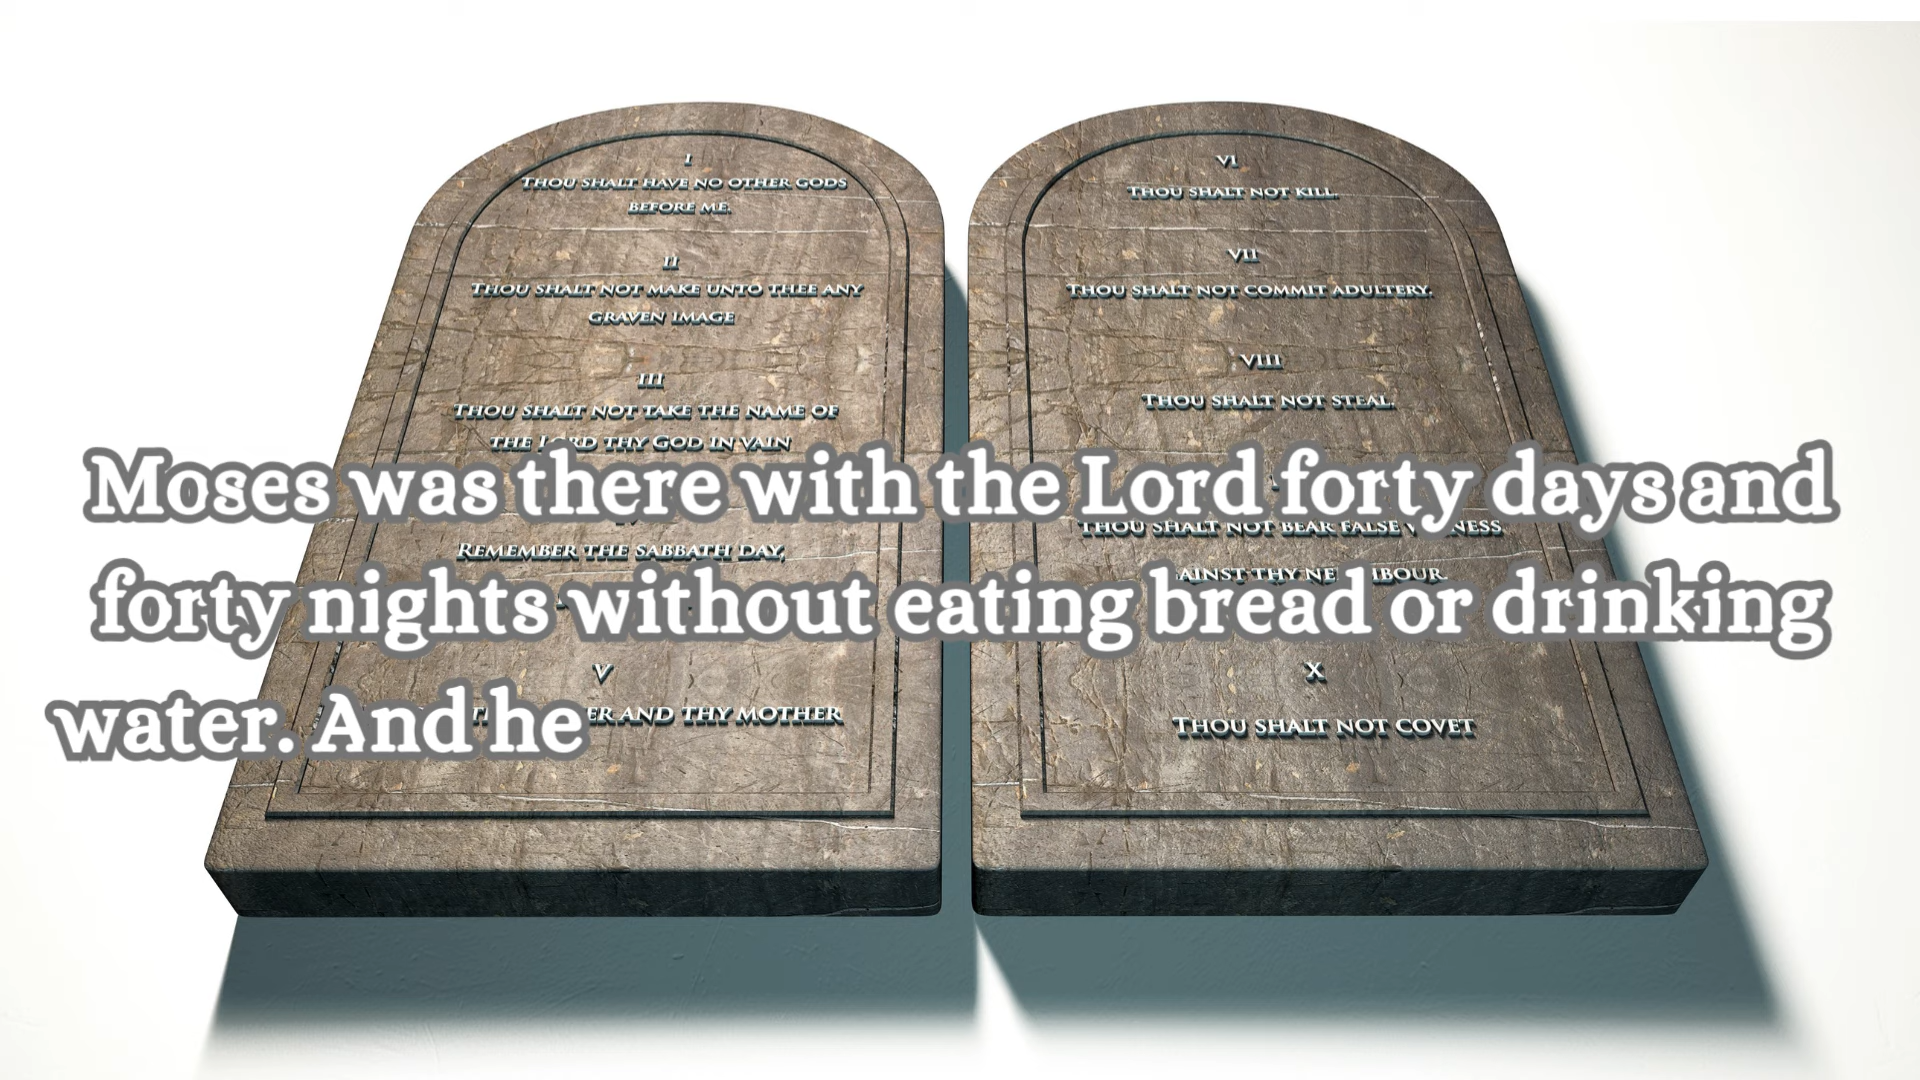 I
THOU SHALT HAVE NO OTHER GODS
BEFORE ME.
II
THOU SHALT NOT MAKE UNTO THEE ANY
GRAVEN IMAGE
III
THOU SHALT NOT TAKE THE NAME OF
THE LORD THY GOD IN VAIN
REMEMBER THE SABBATH DAY,
V
AND THY MOTHER
VI
THOU SHALT NOT KILL.
VII
THOU SHALT NOT COMMIT ADULTERY.
VIII
THOU SHALT NOT STEAL.
THOU SHALT NOT BEAR FALSE
THY
X
THOU SHALT NOT COVET
Moses was there with the Lord forty days and
forty nights without eating bread or drinking
water. And he